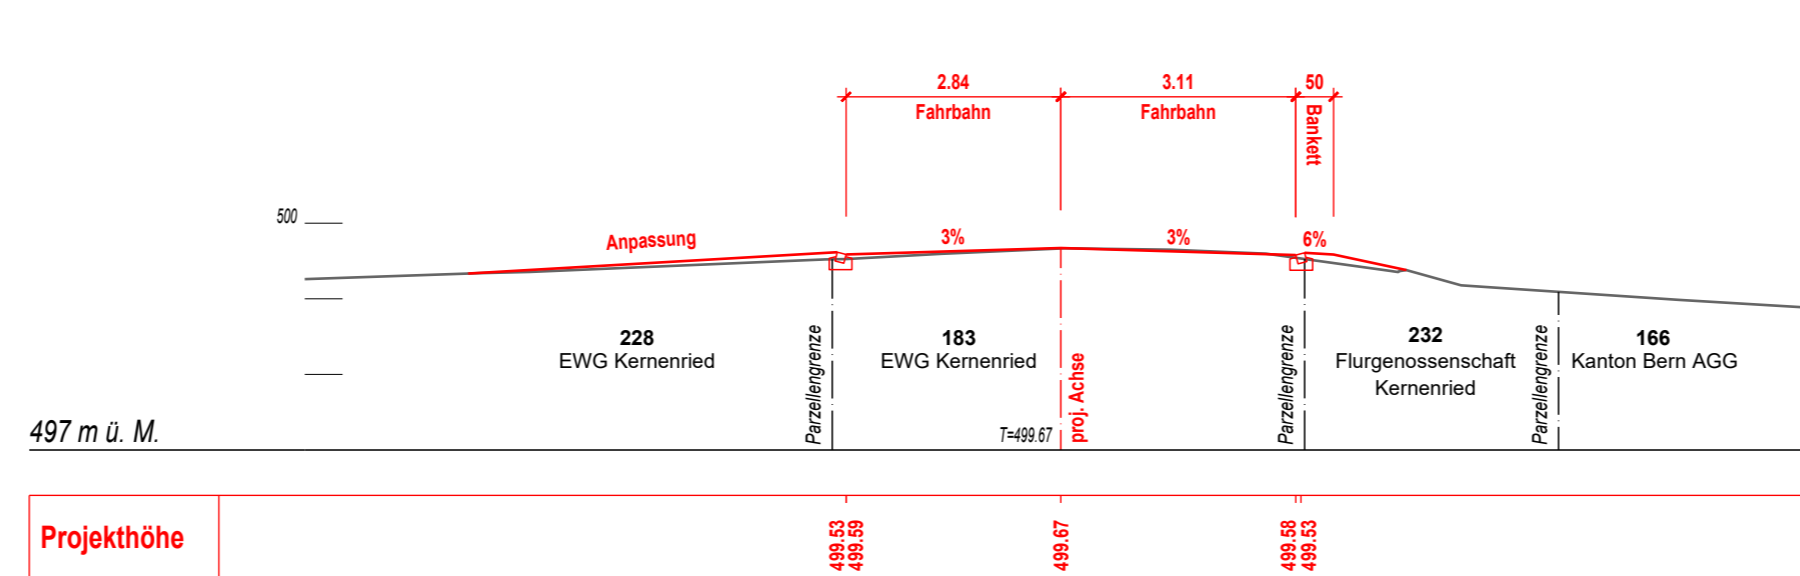 2.84
3.11
50
Fahrbahn
Fahrbahn
Bankett
500
Anpassung
3%
3%
6%
228
EWG Kernenried
183
EWG Kernenried
232
Flurgenossenschaft
Kernenried
166
Kanton Bern AGG
Parzellengrenze
proj. Achse
Parzellengrenze
Parzellengrenze
497 m ü. M.
T=499.67
Projekthöhe
499.53
499.59
499.67
499.58
499.53